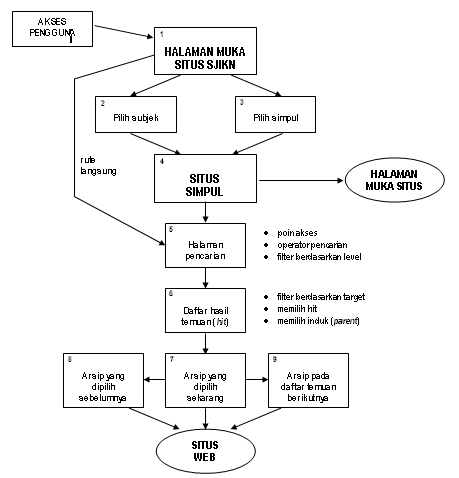 AKSES
PENGGUNA
1
HALAMAN MUKA
SITUS SJIKN
2
Pilih subjek
3
Pilih simpul
rute
langsung
4
SITUS
SIMPUL
HALAMAN
MUKA SITUS
5
Halaman
pencarian
• poin akses
• operator pencarian
• filter berdasarkan level
6
Daftar hasil
temuan (hit)
• filter berdasarkan target
• memilih hit
• memilih induk (parent)
8
Arsip yang
dipilih
sebelumnya
7
Arsip yang
dipilih
sekarang
9
Arsip pada
daftar temuan
berikutnya
SITUS
WEB